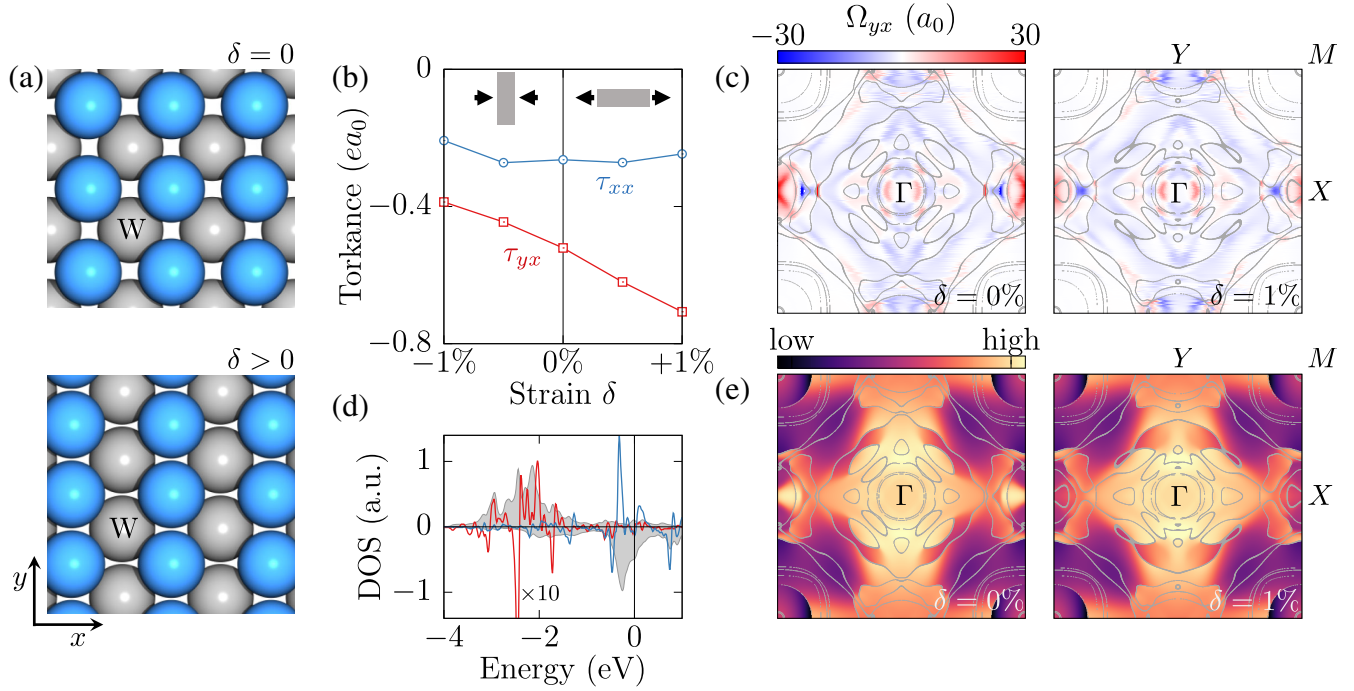 (a)
δ = 0
W
δ > 0
W
y
x
(b)
0
−0.4
−0.8
Torkance (ea₀)
τxx
τyx
−1%
0%
+1%
Strain δ
(c)
Ωyx (a₀)
−30
30
Γ
δ = 0%
Y
M
Γ
X
δ = 1%
(d)
1
0
−1
DOS (a.u.)
×10
−4
−2
0
Energy (eV)
(e)
low
high
Γ
δ = 0%
Y
M
Γ
X
δ = 1%